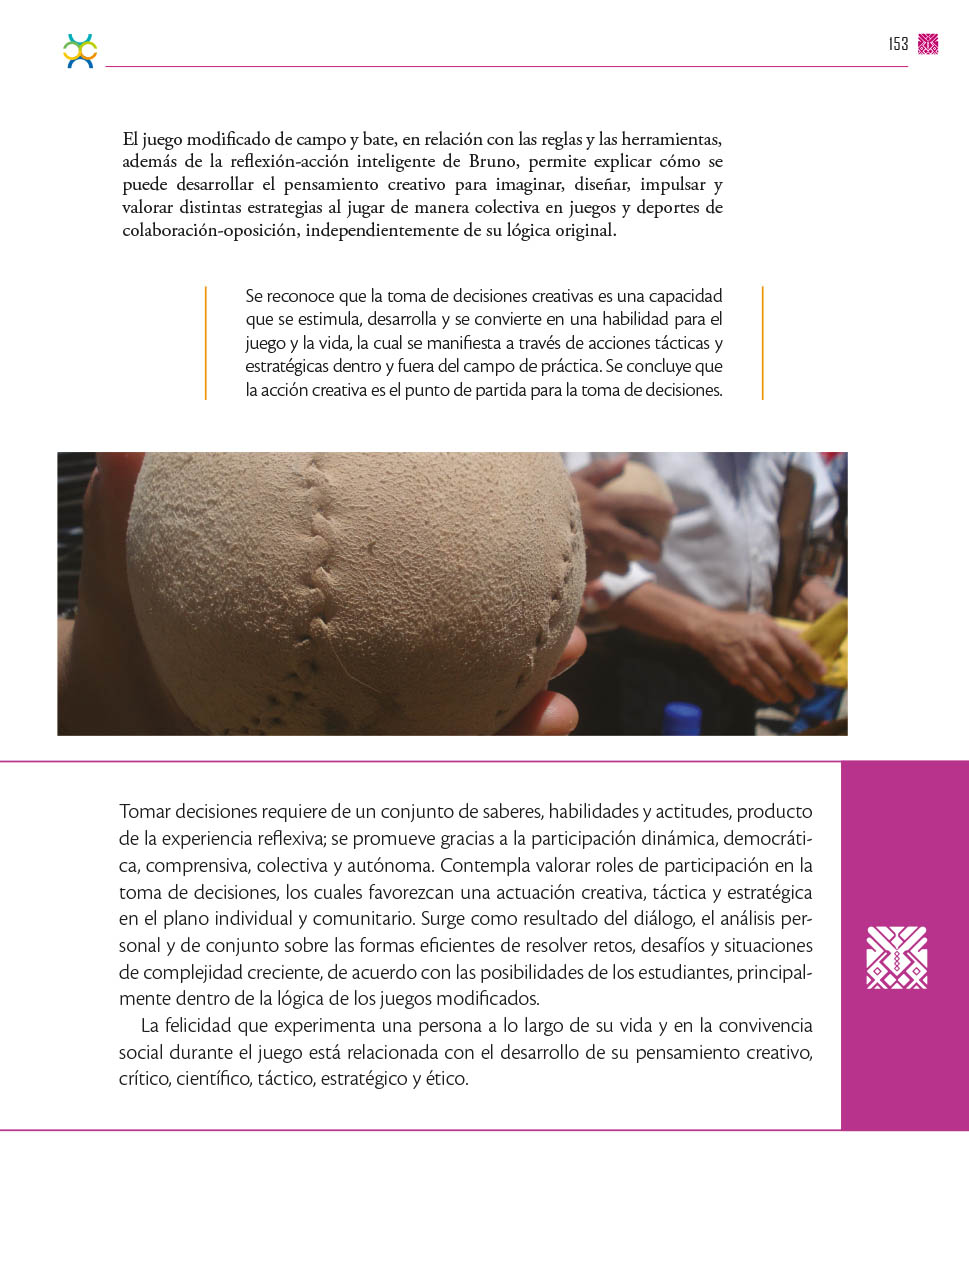 153
El juego modificado de campo y bate, en relación con las reglas y las herramientas,
además de la reflexión-acción inteligente de Bruno, permite explicar cómo se
puede desarrollar el pensamiento creativo para imaginar, diseñar, impulsar y
valorar distintas estrategias al jugar de manera colectiva en juegos y deportes de
colaboración-oposición, independientemente de su lógica original.
Se reconoce que la toma de decisiones creativas es una capacidad
que se estimula, desarrolla y se convierte en una habilidad para el
juego y la vida, la cual se manifiesta a través de acciones tácticas y
estratégicas dentro y fuera del campo de práctica. Se concluye que
la acción creativa es el punto de partida para la toma de decisiones.
Tomar decisiones requiere de un conjunto de saberes, habilidades y actitudes, producto
de la experiencia reflexiva; se promueve gracias a la participación dinámica, democráti-
ca, comprensiva, colectiva y autónoma. Contempla valorar roles de participación en la
toma de decisiones, los cuales favorezcan una actuación creativa, táctica y estratégica
en el plano individual y comunitario. Surge como resultado del diálogo, el análisis per-
sonal y de conjunto sobre las formas eficientes de resolver retos, desafíos y situaciones
de complejidad creciente, de acuerdo con las posibilidades de los estudiantes, principal-
mente dentro de la lógica de los juegos modificados.
La felicidad que experimenta una persona a lo largo de su vida y en la convivencia
social durante el juego está relacionada con el desarrollo de su pensamiento creativo,
crítico, científico, táctico, estratégico y ético.